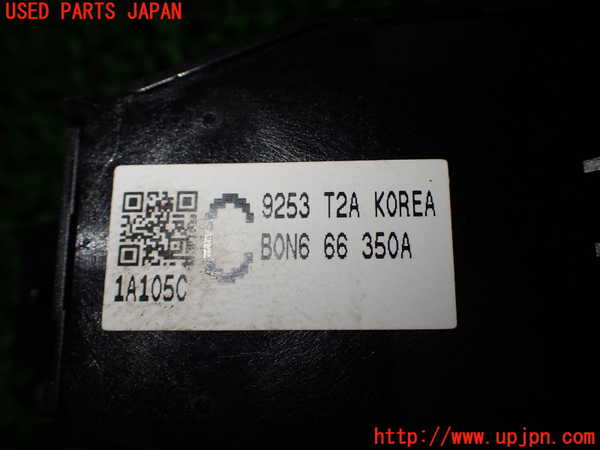 USED PARTS JAPAN
9253 T2A KOREA
C
B0N6 66 350A
1A105C
http://www.upjpn.com/